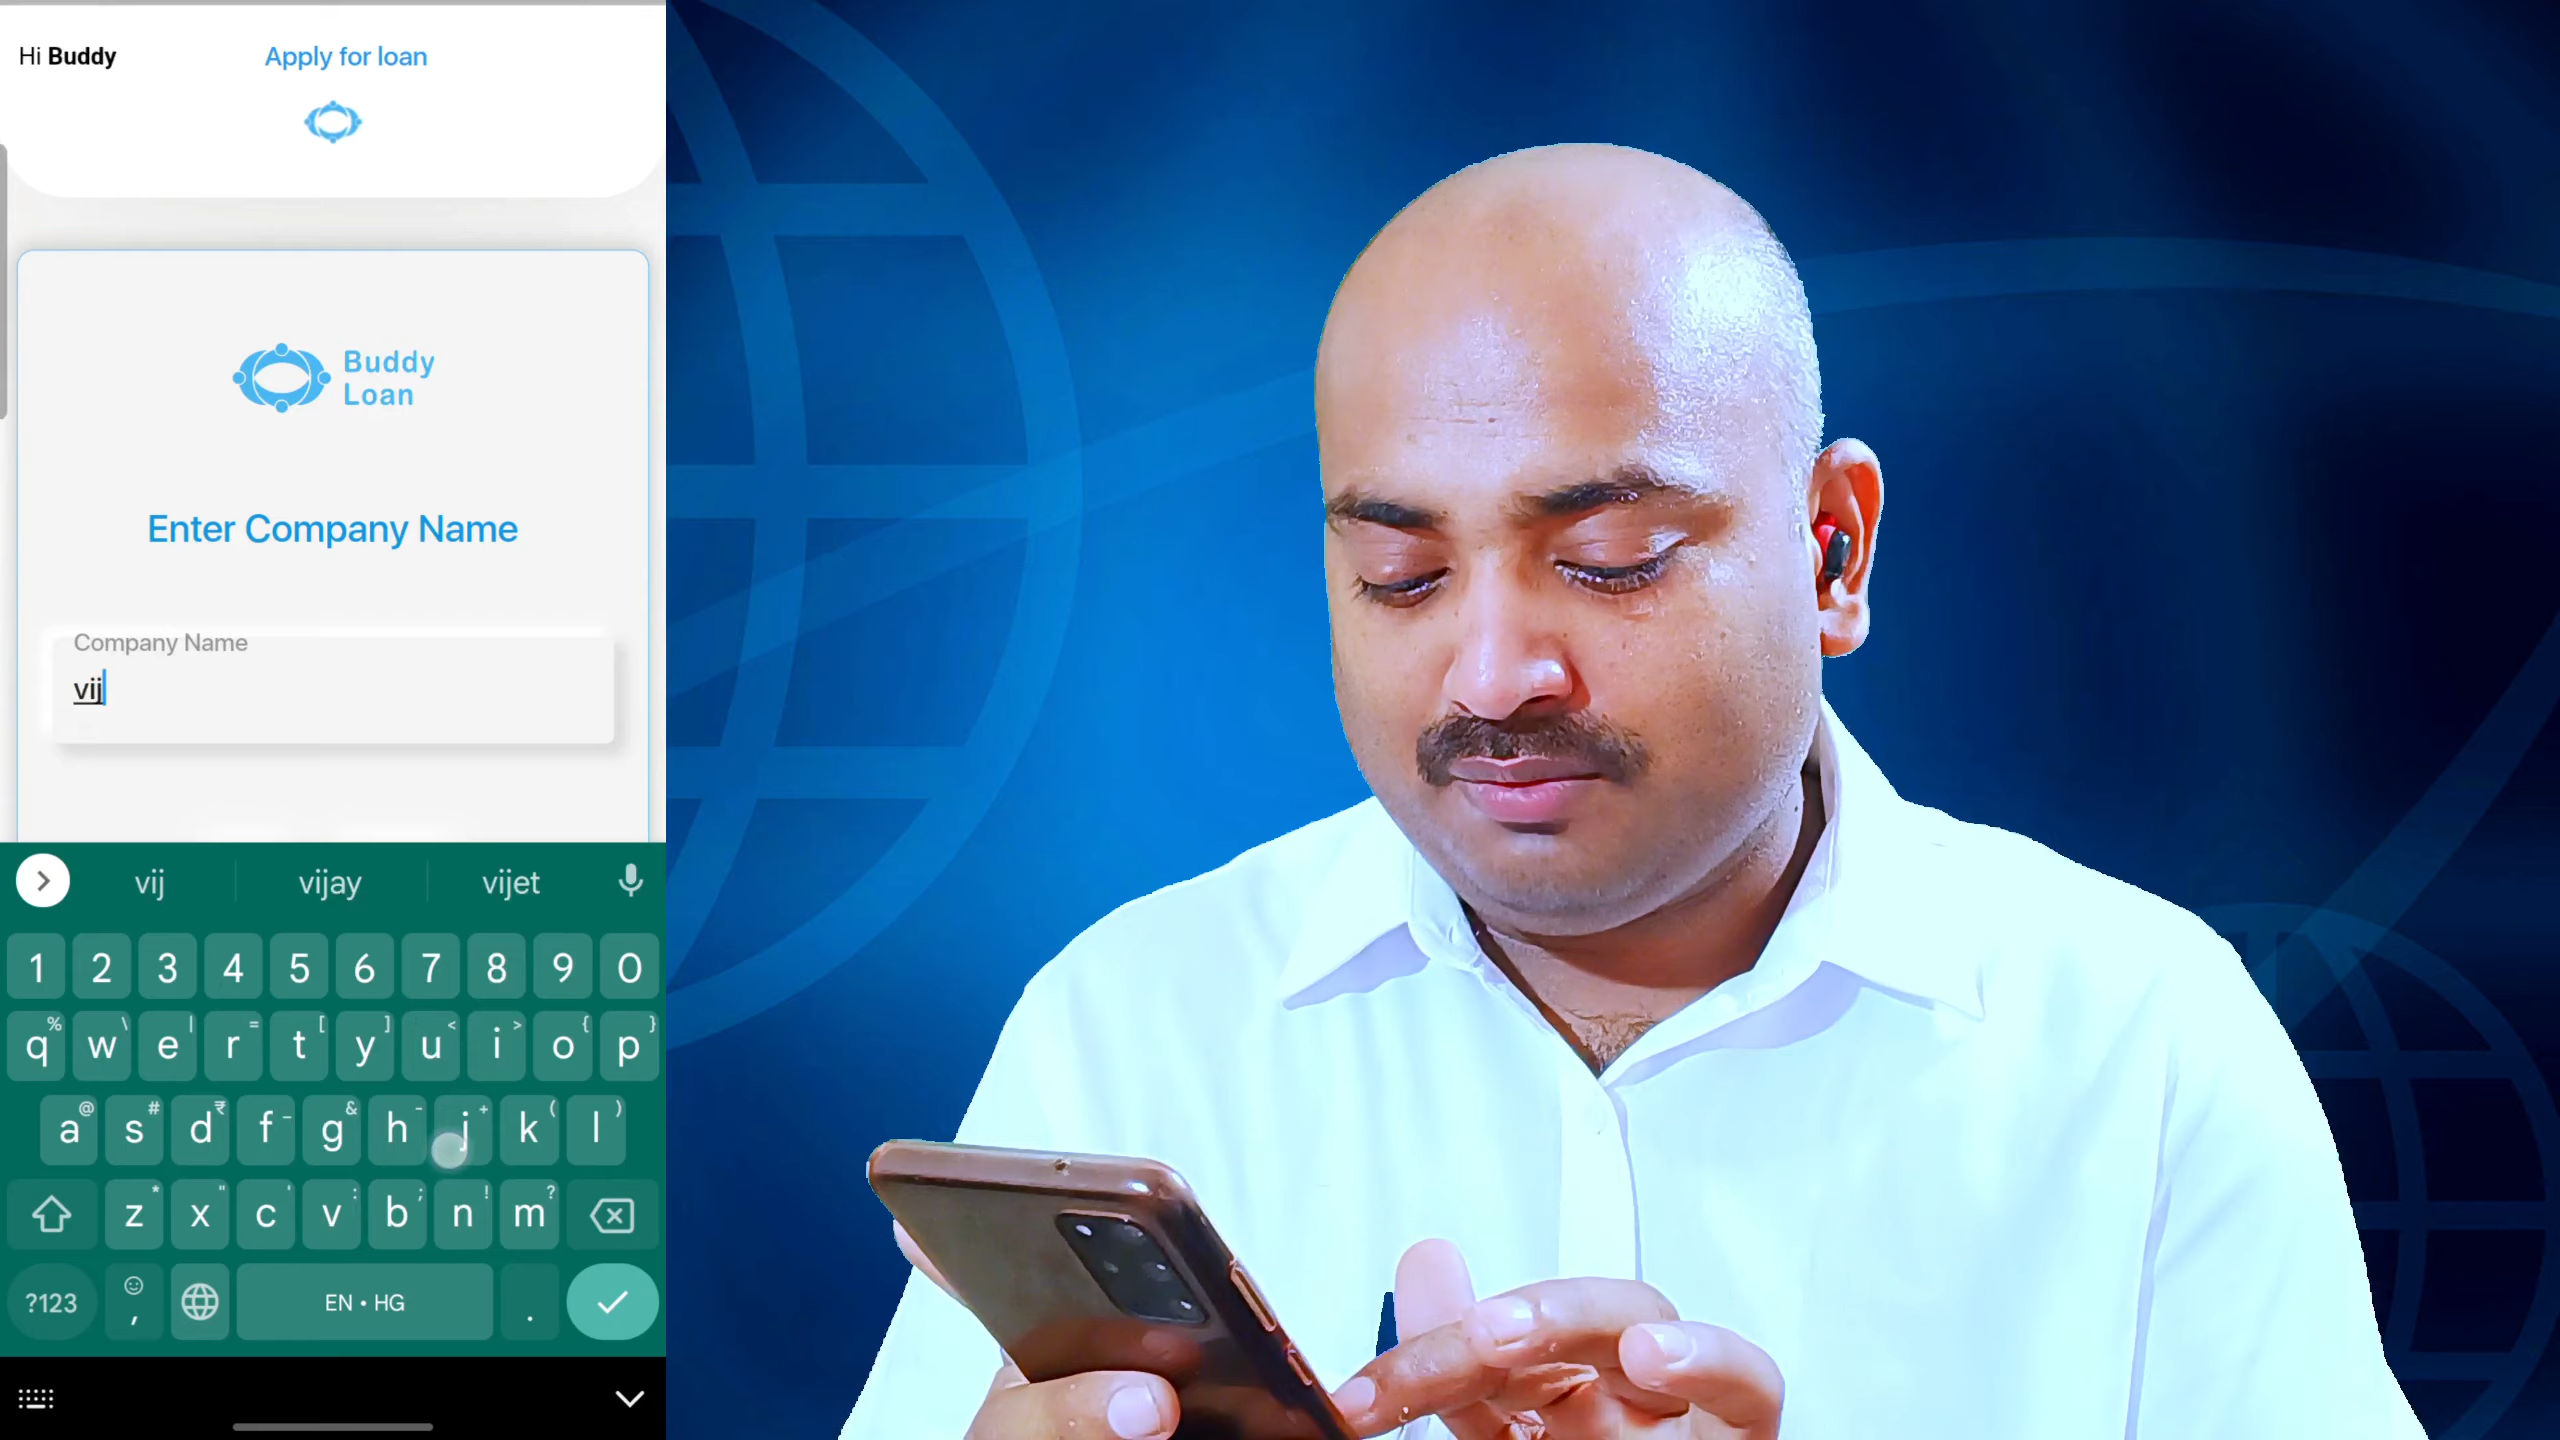 Hi Buddy
Apply for loan
Buddy
Loan
Enter Company Name
Company Name
vij
vij vijay vijet
1 2 3 4 5 6 7 8 9 0
% \ | = [ ] < > { }
q w e r t y u i o p
@ # ₹ _ & - + ( )
a s d f g h j k l
* " ' : ; ! ?
z x c v b n m
?123 , EN • HG .